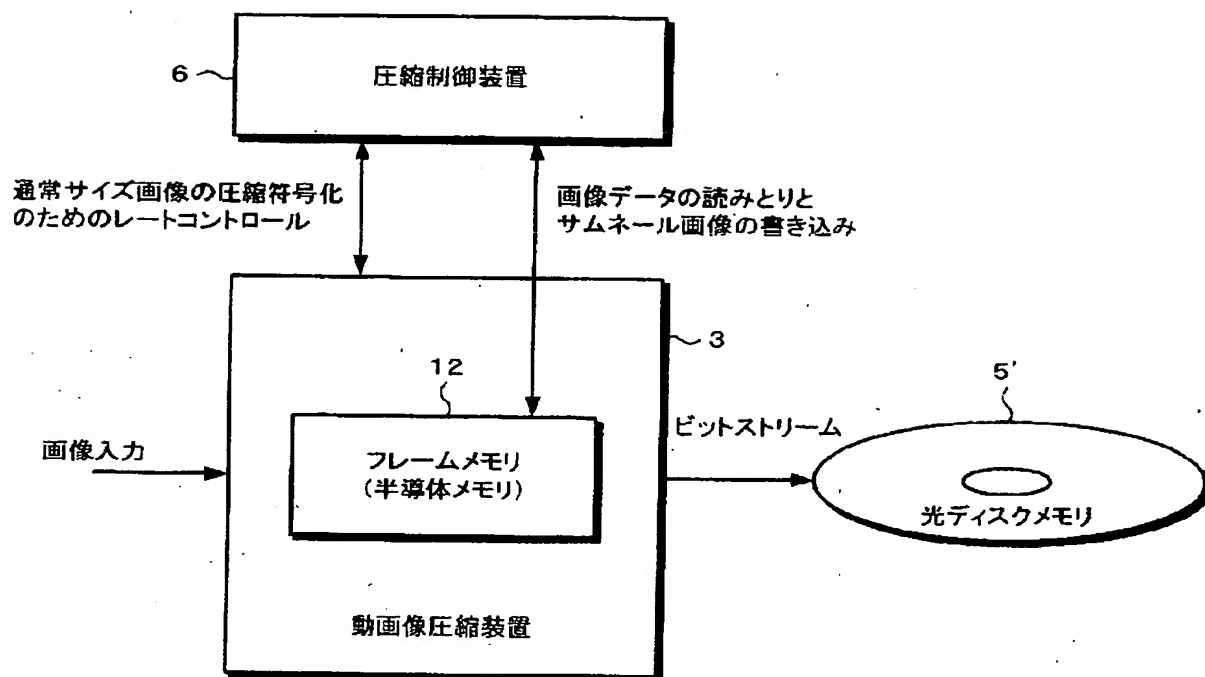 6
圧縮制御装置
通常サイズ画像の圧縮符号化
のためのレートコントロール
画像データの読みとりと
サムネール画像の書き込み
3
12
5'
画像入力
フレームメモリ
(半導体メモリ)
ビットストリーム
光ディスクメモリ
動画像圧縮装置